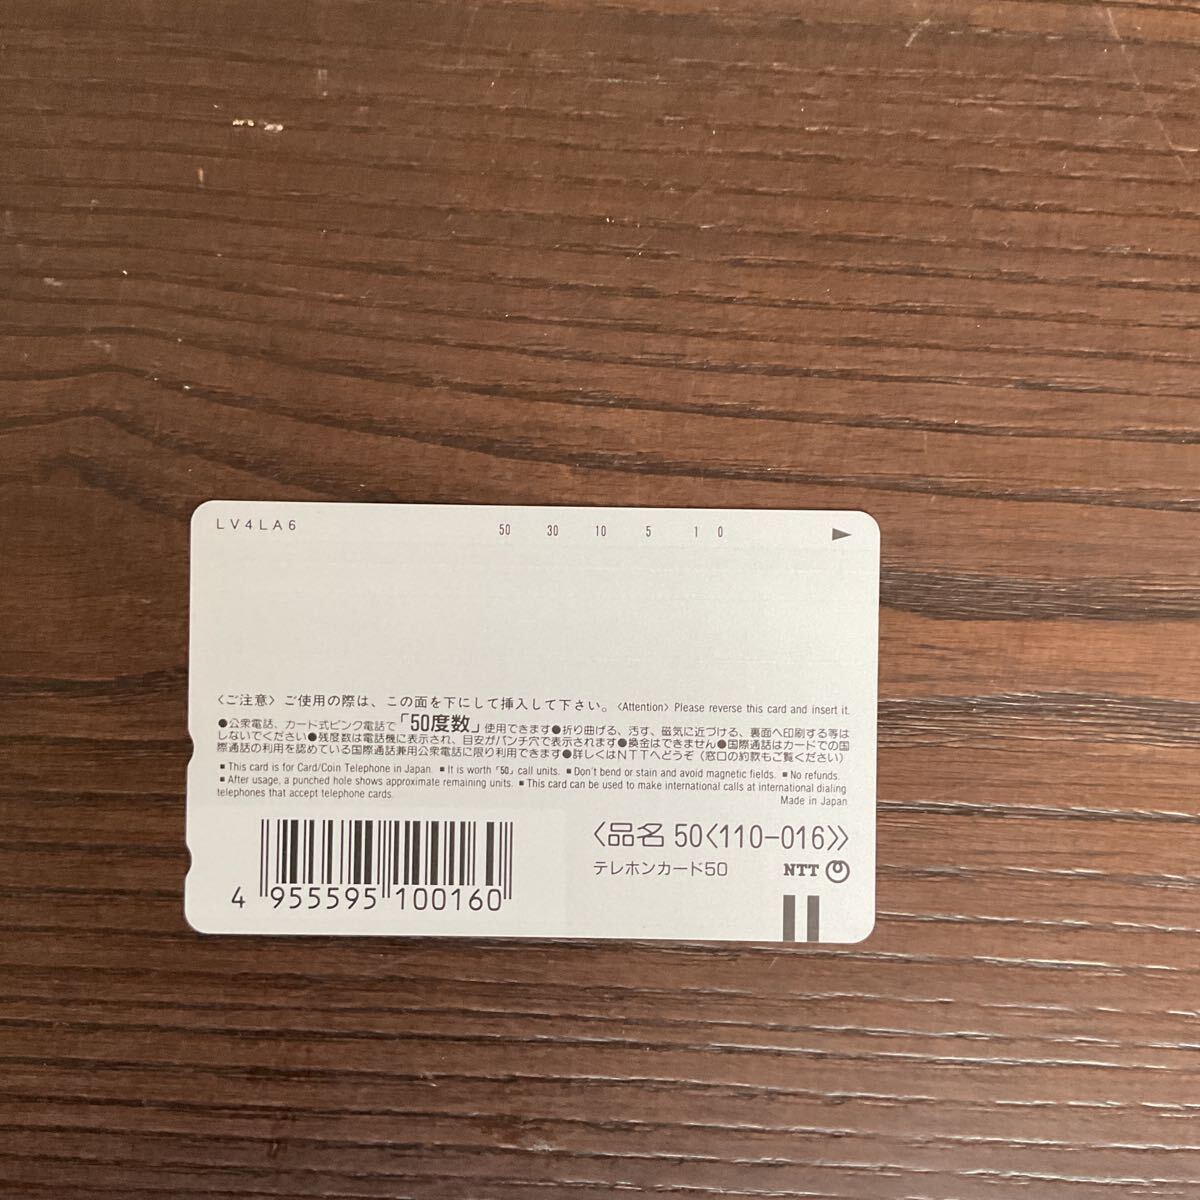 LV4LA6 50 30 10 5 1 0
〈ご注意〉ご使用の際は、この面を下にして挿入して下さい。〈Attention〉Please reverse this card and insert it.
●公衆電話、カード式ピンク電話で「50度数」使用できます●折り曲げる、汚す、磁気に近づける、裏面へ印刷する等は
しないでください●残度数は電話機に表示され、目安がパンチ穴で表示されます●換金はできません●国際通話はカードでの国
際通話の利用を認めている国際通話兼用公衆電話に限り利用できます●詳しくはNTTへどうぞ（窓口の約款もご覧ください）
■ This card is for Card/Coin Telephone in Japan. ■ It is worth「50」call units. ■ Don't bend or stain and avoid magnetic fields. ■ No refunds.
■ After usage, a punched hole shows approximate remaining units. ■ This card can be used to make international calls at international dialing
telephones that accept telephone cards. Made in Japan
〈品名 50〈110-016〉〉
テレホンカード50 NTT
4 955595 100160